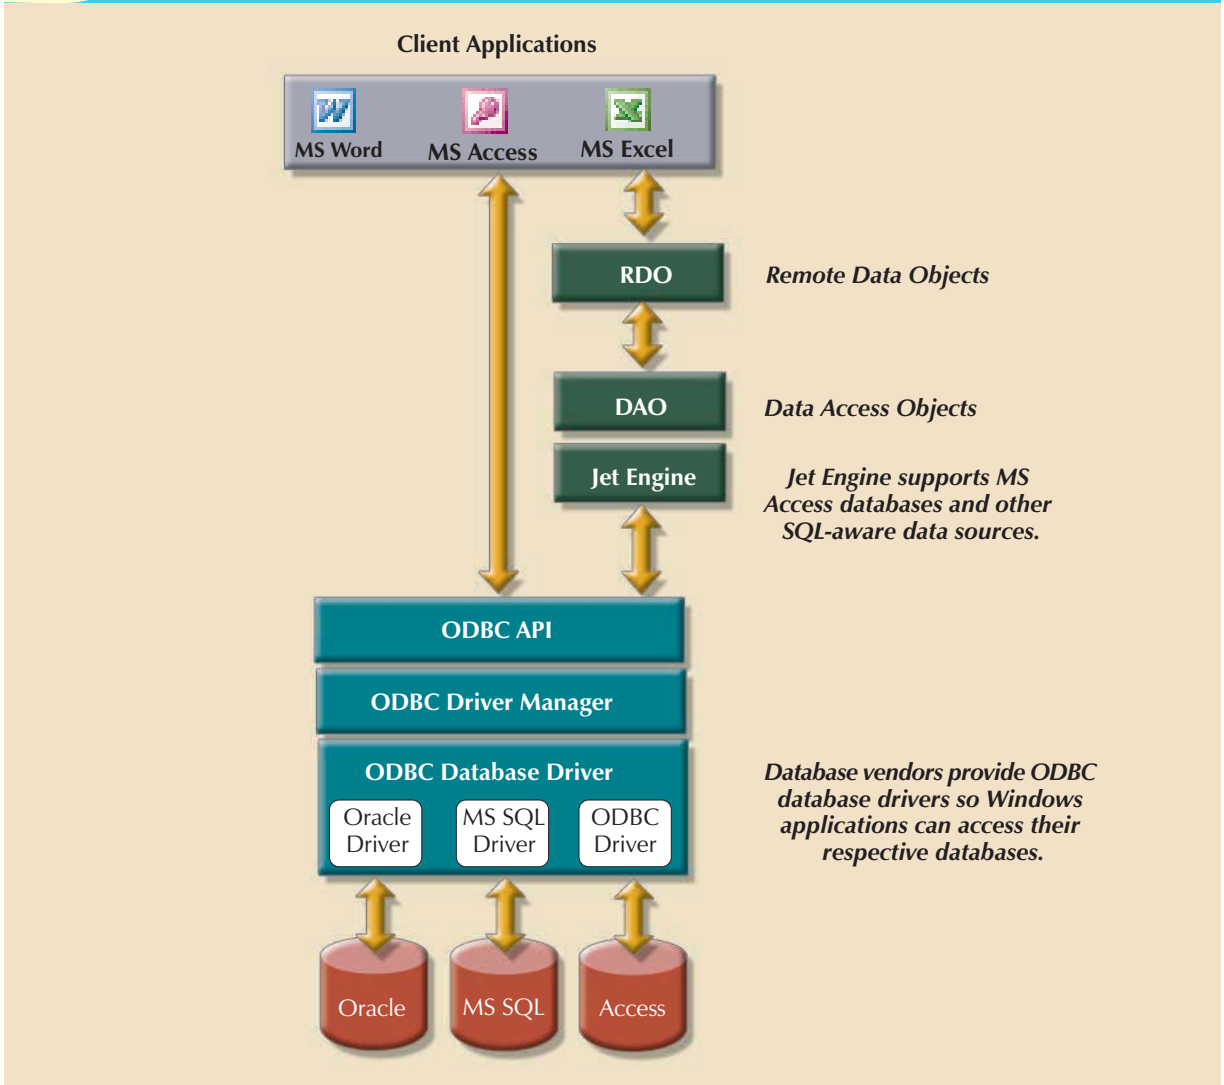 Client Applications
MS Word
MS Access
MS Excel
RDO
Remote Data Objects
DAO
Data Access Objects
Jet Engine
Jet Engine supports MS
Access databases and other
SQL-aware data sources.
ODBC API
ODBC Driver Manager
ODBC Database Driver
Oracle
Driver
MS SQL
Driver
ODBC
Driver
Database vendors provide ODBC
database drivers so Windows
applications can access their
respective databases.
Oracle
MS SQL
Access